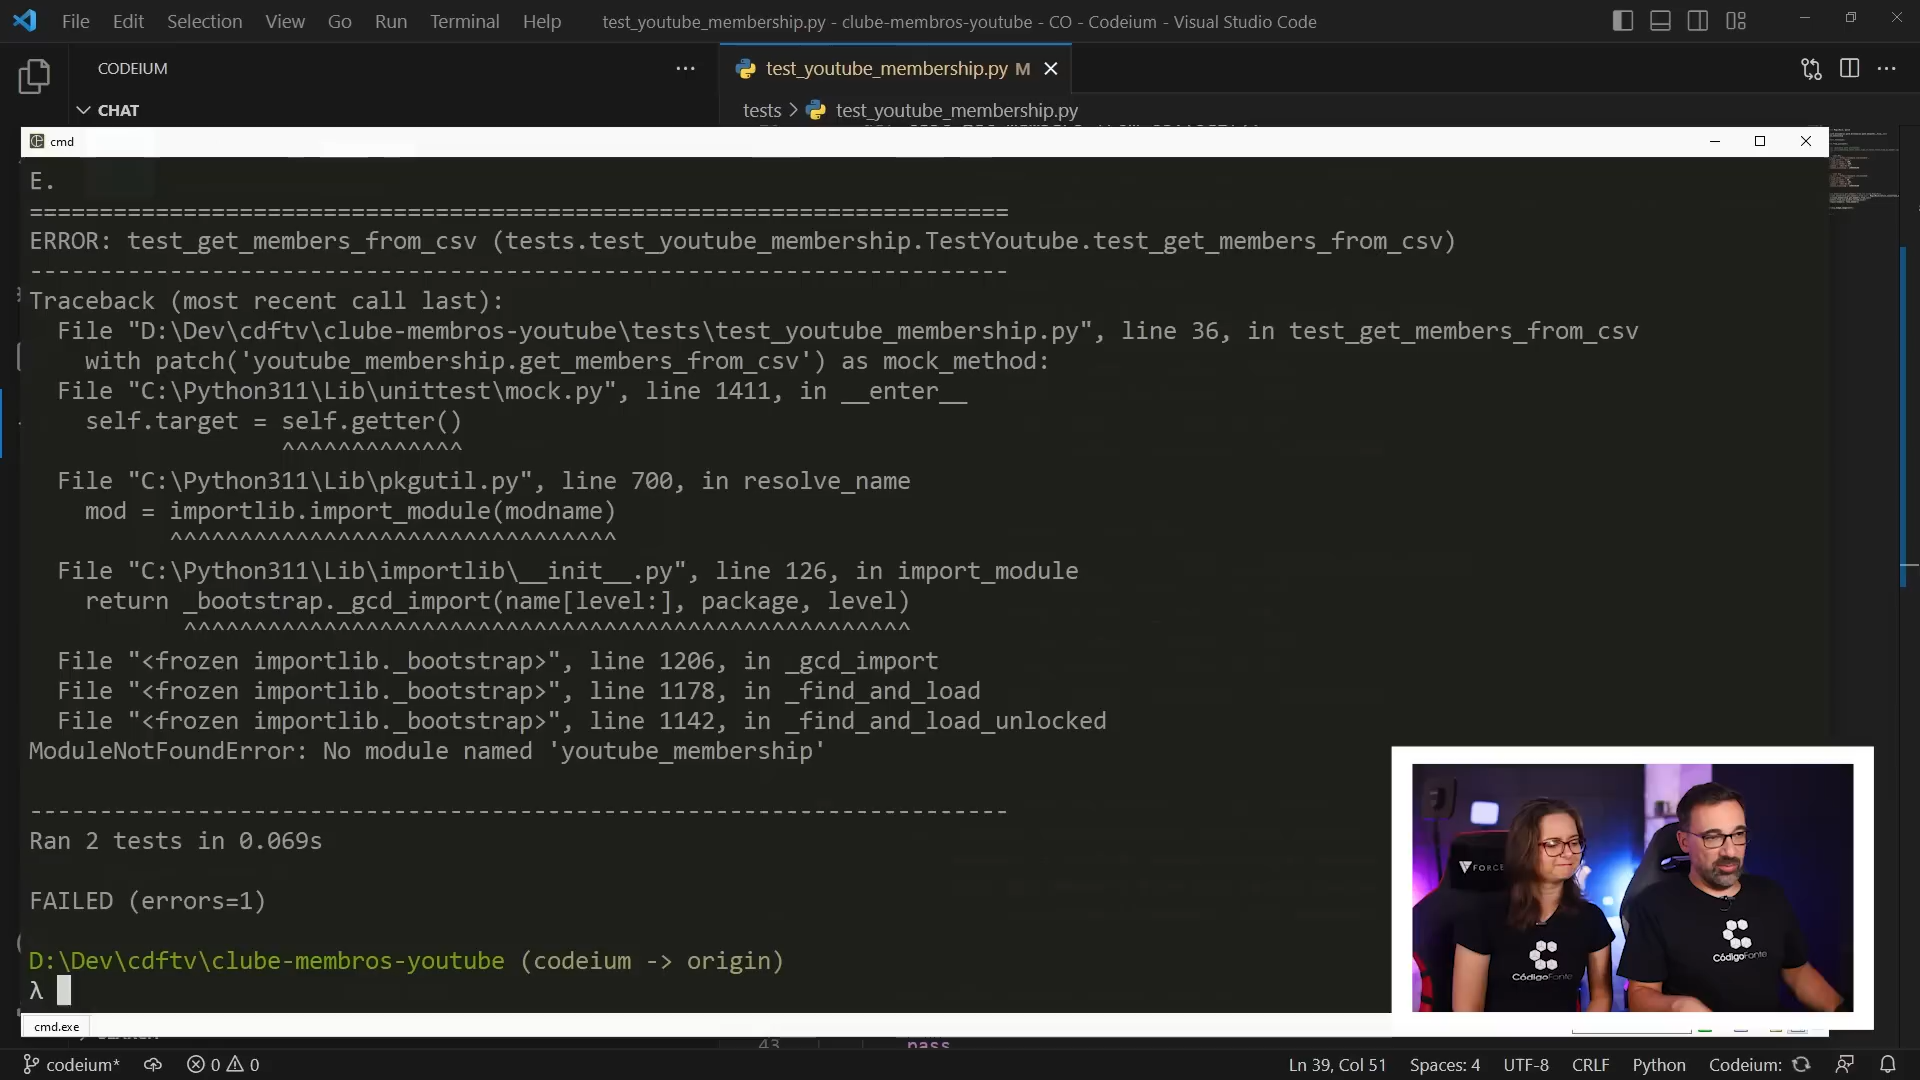 File Edit Selection View Go Run Terminal Help test_youtube_membership.py - clube-membros-youtube - CO - Codeium - Visual Studio Code
CODEIUM
test_youtube_membership.py M
CHAT
tests > test_youtube_membership.py
cmd
E.
======================================================================
ERROR: test_get_members_from_csv (tests.test_youtube_membership.TestYoutube.test_get_members_from_csv)
----------------------------------------------------------------------
Traceback (most recent call last):
File "D:\Dev\cdftv\clube-membros-youtube\tests\test_youtube_membership.py", line 36, in test_get_members_from_csv
with patch('youtube_membership.get_members_from_csv') as mock_method:
File "C:\Python311\Lib\unittest\mock.py", line 1411, in __enter__
self.target = self.getter()
^^^^^^^^^^^^^
File "C:\Python311\Lib\pkgutil.py", line 700, in resolve_name
mod = importlib.import_module(modname)
^^^^^^^^^^^^^^^^^^^^^^^^^^^^^^^^
File "C:\Python311\Lib\importlib\__init__.py", line 126, in import_module
return _bootstrap._gcd_import(name[level:], package, level)
^^^^^^^^^^^^^^^^^^^^^^^^^^^^^^^^^^^^^^^^^^^^^^^^^^^^
File "<frozen importlib._bootstrap>", line 1206, in _gcd_import
File "<frozen importlib._bootstrap>", line 1178, in _find_and_load
File "<frozen importlib._bootstrap>", line 1142, in _find_and_load_unlocked
ModuleNotFoundError: No module named 'youtube_membership'
----------------------------------------------------------------------
Ran 2 tests in 0.069s
FAILED (errors=1)
D:\Dev\cdftv\clube-membros-youtube (codeium -> origin)
λ
FORCE
CódigoFonte
CódigoFonte
cmd.exe
43 pass
codeium* 0 0 Ln 39, Col 51 Spaces: 4 UTF-8 CRLF Python Codeium: